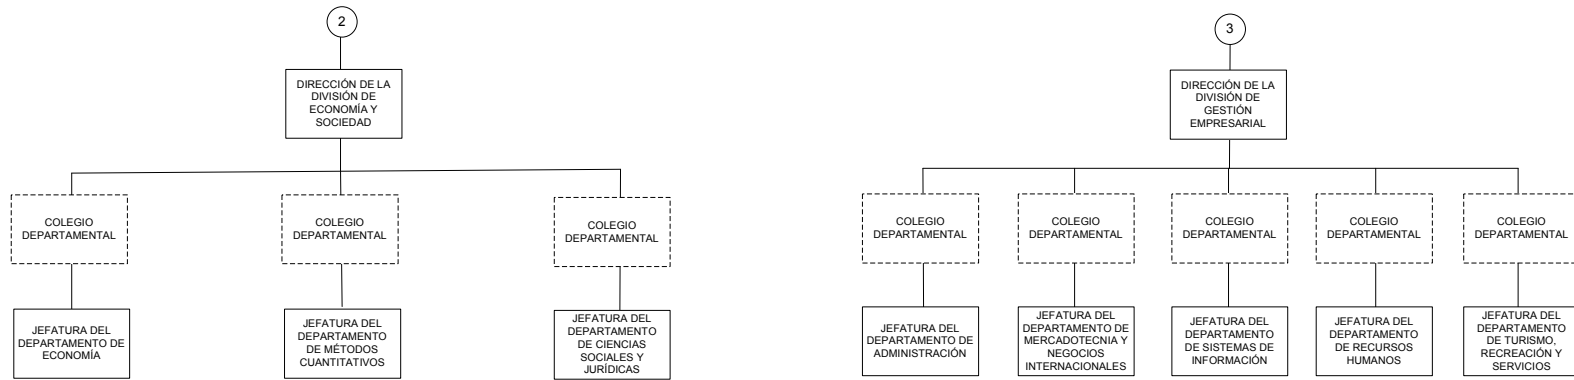 2
DIRECCIÓN DE LA
DIVISIÓN DE
ECONOMÍA Y
SOCIEDAD
COLEGIO
DEPARTAMENTAL
COLEGIO
DEPARTAMENTAL
COLEGIO
DEPARTAMENTAL
JEFATURA DEL
DEPARTAMENTO DE
ECONOMÍA
JEFATURA DEL
DEPARTAMENTO
DE MÉTODOS
CUANTITATIVOS
JEFATURA DEL
DEPARTAMENTO
DE CIENCIAS
SOCIALES Y
JURÍDICAS
3
DIRECCIÓN DE LA
DIVISIÓN DE
GESTIÓN
EMPRESARIAL
COLEGIO
DEPARTAMENTAL
COLEGIO
DEPARTAMENTAL
COLEGIO
DEPARTAMENTAL
COLEGIO
DEPARTAMENTAL
COLEGIO
DEPARTAMENTAL
JEFATURA DEL
DEPARTAMENTO DE
ADMINISTRACIÓN
JEFATURA DEL
DEPARTAMENTO DE
MERCADOTECNIA Y
NEGOCIOS
INTERNACIONALES
JEFATURA DEL
DEPARTAMENTO
DE SISTEMAS DE
INFORMACIÓN
JEFATURA DEL
DEPARTAMENTO
DE RECURSOS
HUMANOS
JEFATURA DEL
DEPARTAMENTO
DE TURISMO,
RECREACIÓN Y
SERVICIOS